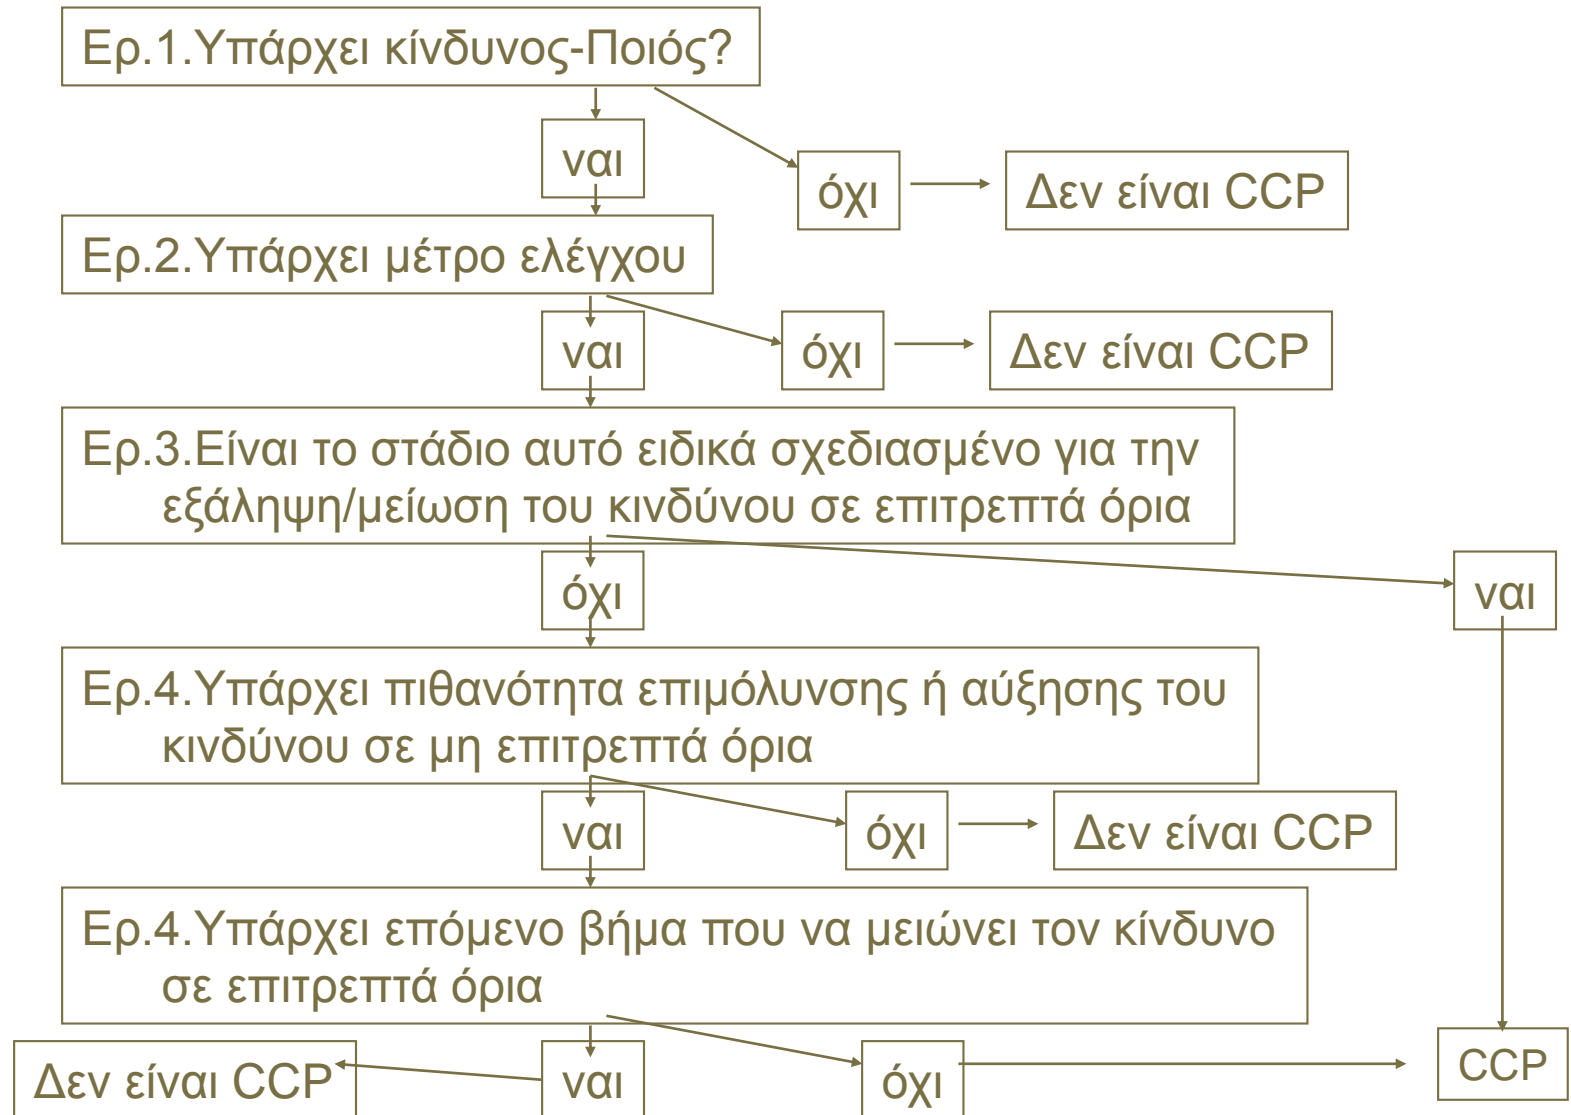 Ερ.1.Υπάρχει κίνδυνος-Ποιός?
ναι
όχι
Δεν είναι CCP
Ερ.2.Υπάρχει μέτρο ελέγχου
ναι
όχι
Δεν είναι CCP
Ερ.3.Είναι το στάδιο αυτό ειδικά σχεδιασμένο για την
εξάληψη/μείωση του κινδύνου σε επιτρεπτά όρια
όχι
ναι
Ερ.4.Υπάρχει πιθανότητα επιμόλυνσης ή αύξησης του
κινδύνου σε μη επιτρεπτά όρια
ναι
όχι
Δεν είναι CCP
Ερ.4.Υπάρχει επόμενο βήμα που να μειώνει τον κίνδυνο
σε επιτρεπτά όρια
Δεν είναι CCP
ναι
όχι
CCP